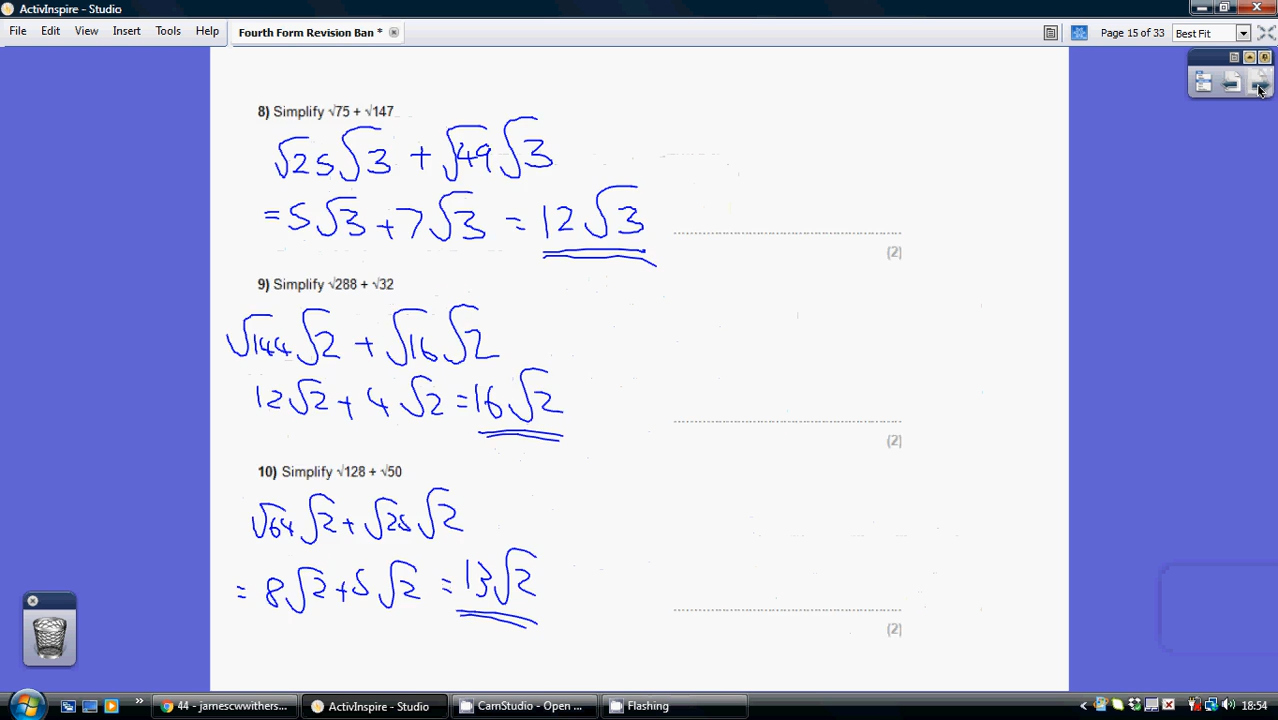 ActivInspire - Studio
File Edit View Insert Tools Help Fourth Form Revision Ban * Page 15 of 33 Best Fit
8) Simplify √75 + √147
√25 √3 + √49 √3
= 5√3 + 7√3 = 12√3
(2)
9) Simplify √288 + √32
√144 √2 + √16 √2
12√2 + 4√2 = 16√2
(2)
10) Simplify √128 + √50
√64 √2 + √25 √2
= 8√2 + 5√2 = 13√2
(2)
44 - jamescwwithers... ActivInspire - Studio CamStudio - Open ... Flashing 18:54